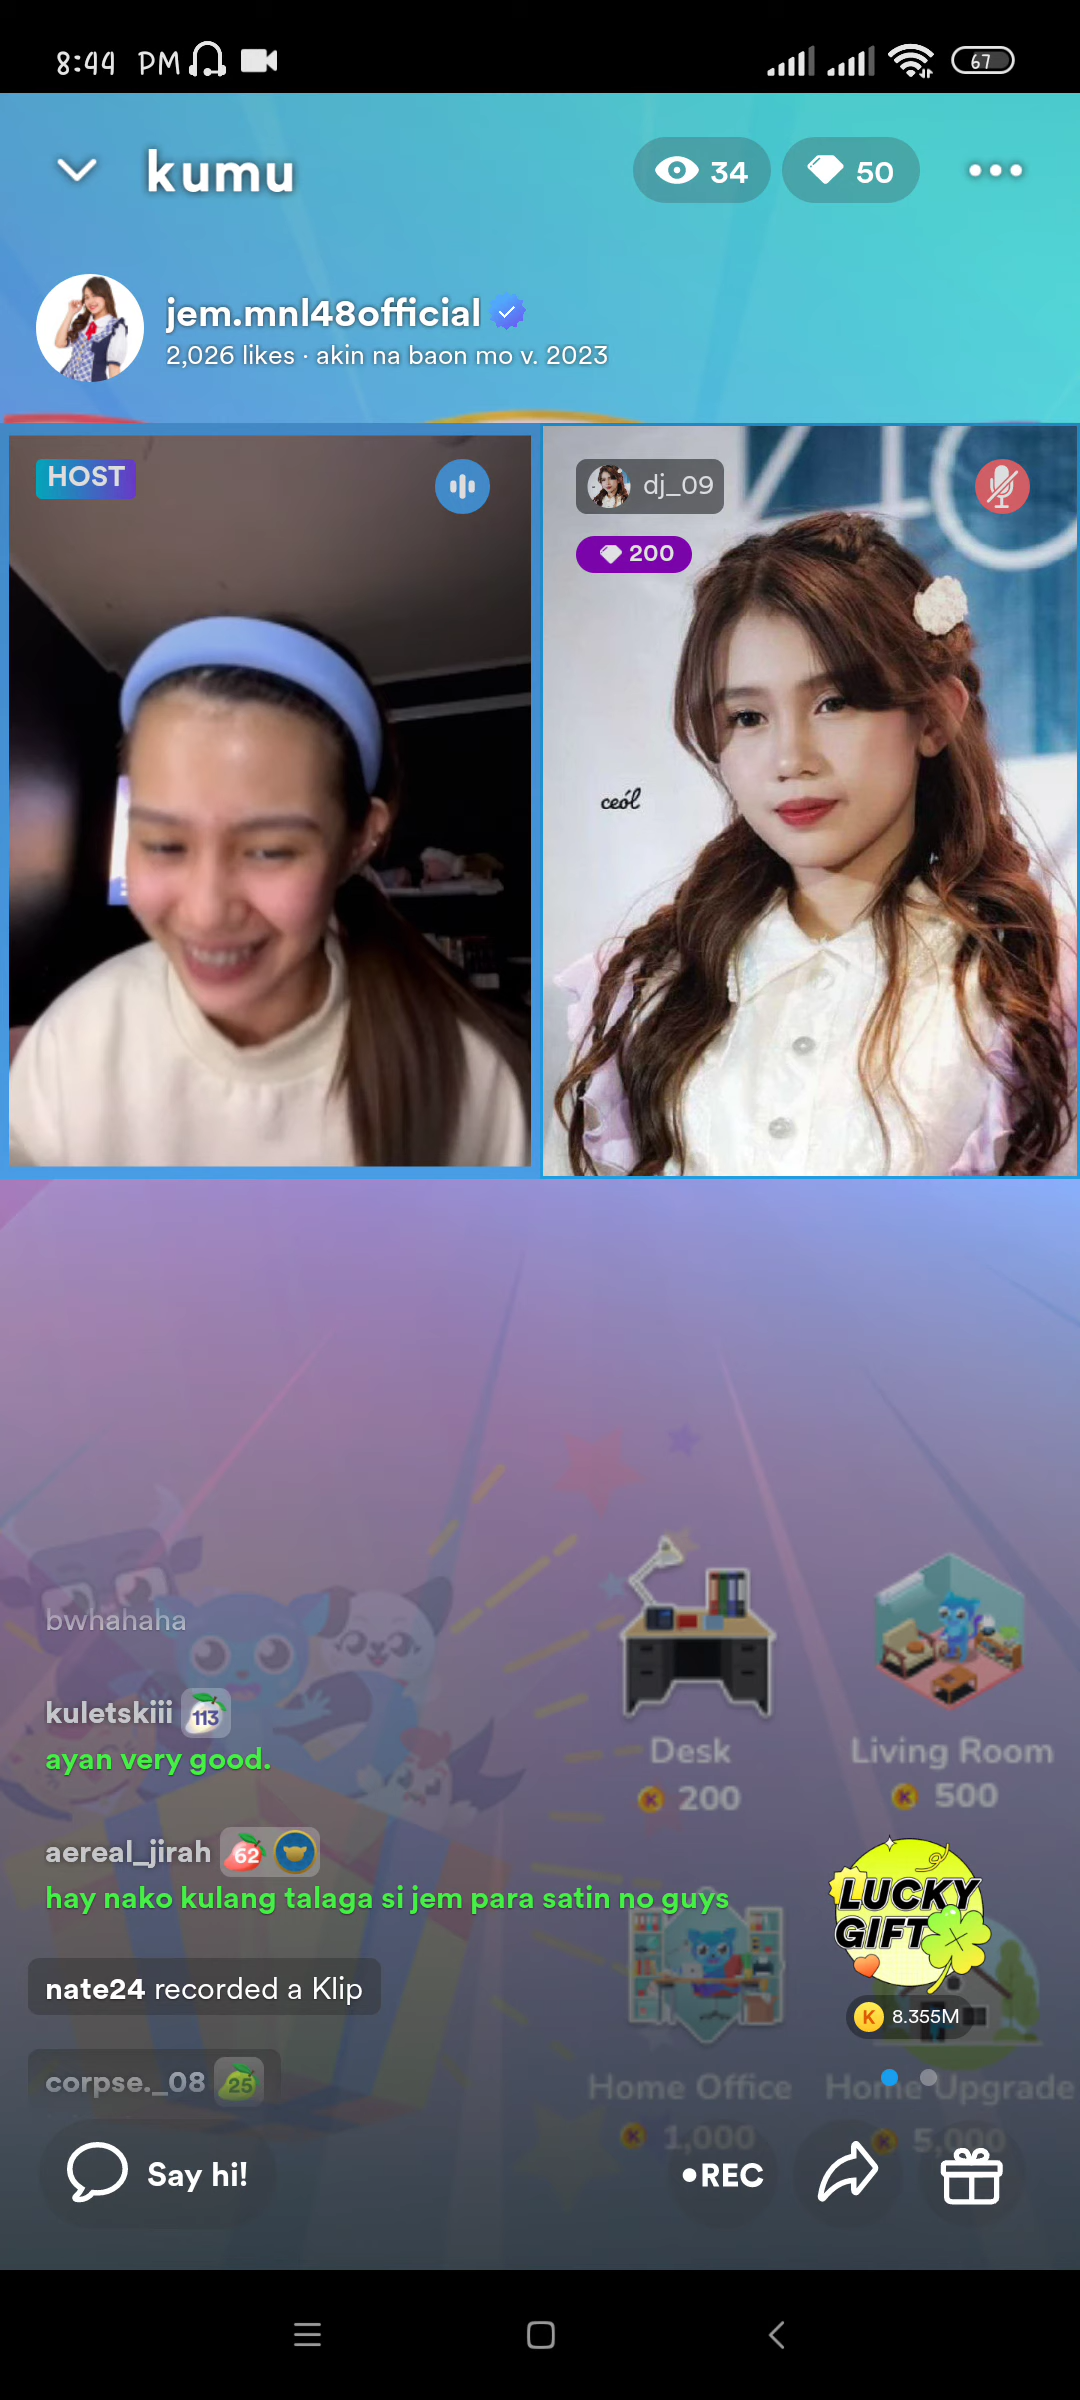 8:44 PM
67
kumu
34
50
jem.mnl48official
2,026 likes · akin na baon mo v. 2023
HOST
dj_09
200
ceól
bwhahaha
kuletskiii 113
ayan very good.
aereal_jirah 62
hay nako kulang talaga si jem para satin no guys
nate24 recorded a Klip
corpse._08 25
Desk
200
Living Room
500
LUCKY
GIFT
K 8.355M
Home Office
1,000
Home Upgrade
5,000
Say hi!
•REC